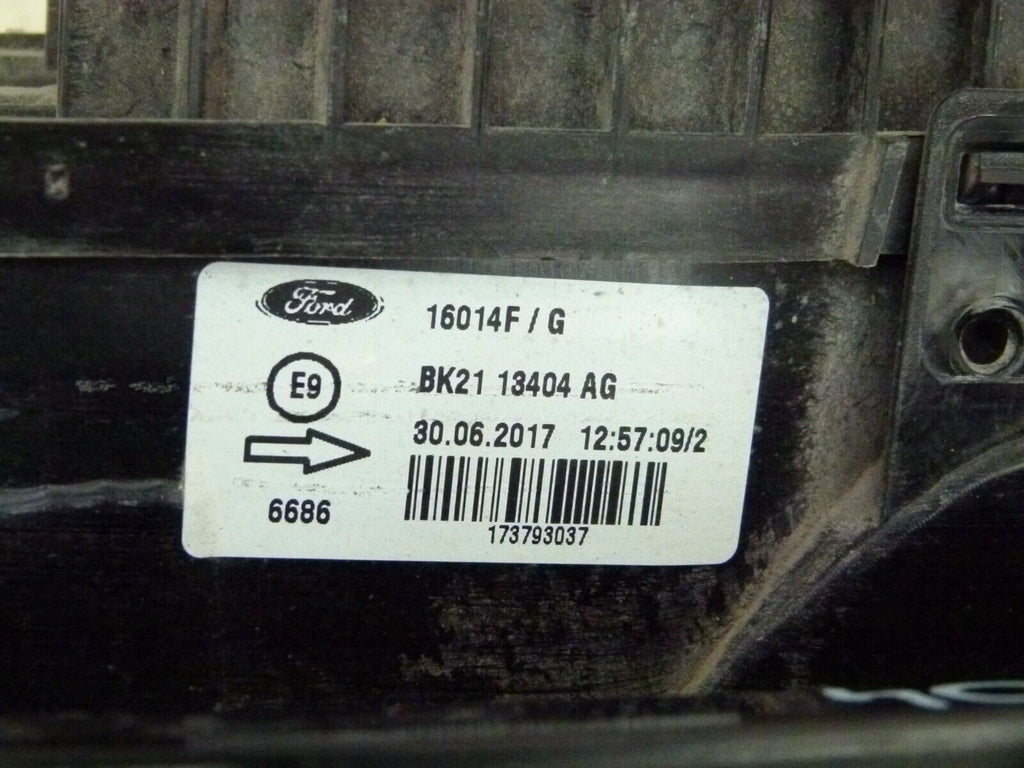 Ford
16014F / G
E9
BK21 13404 AG
30.06.2017 12:57:09/2
6686
173793037